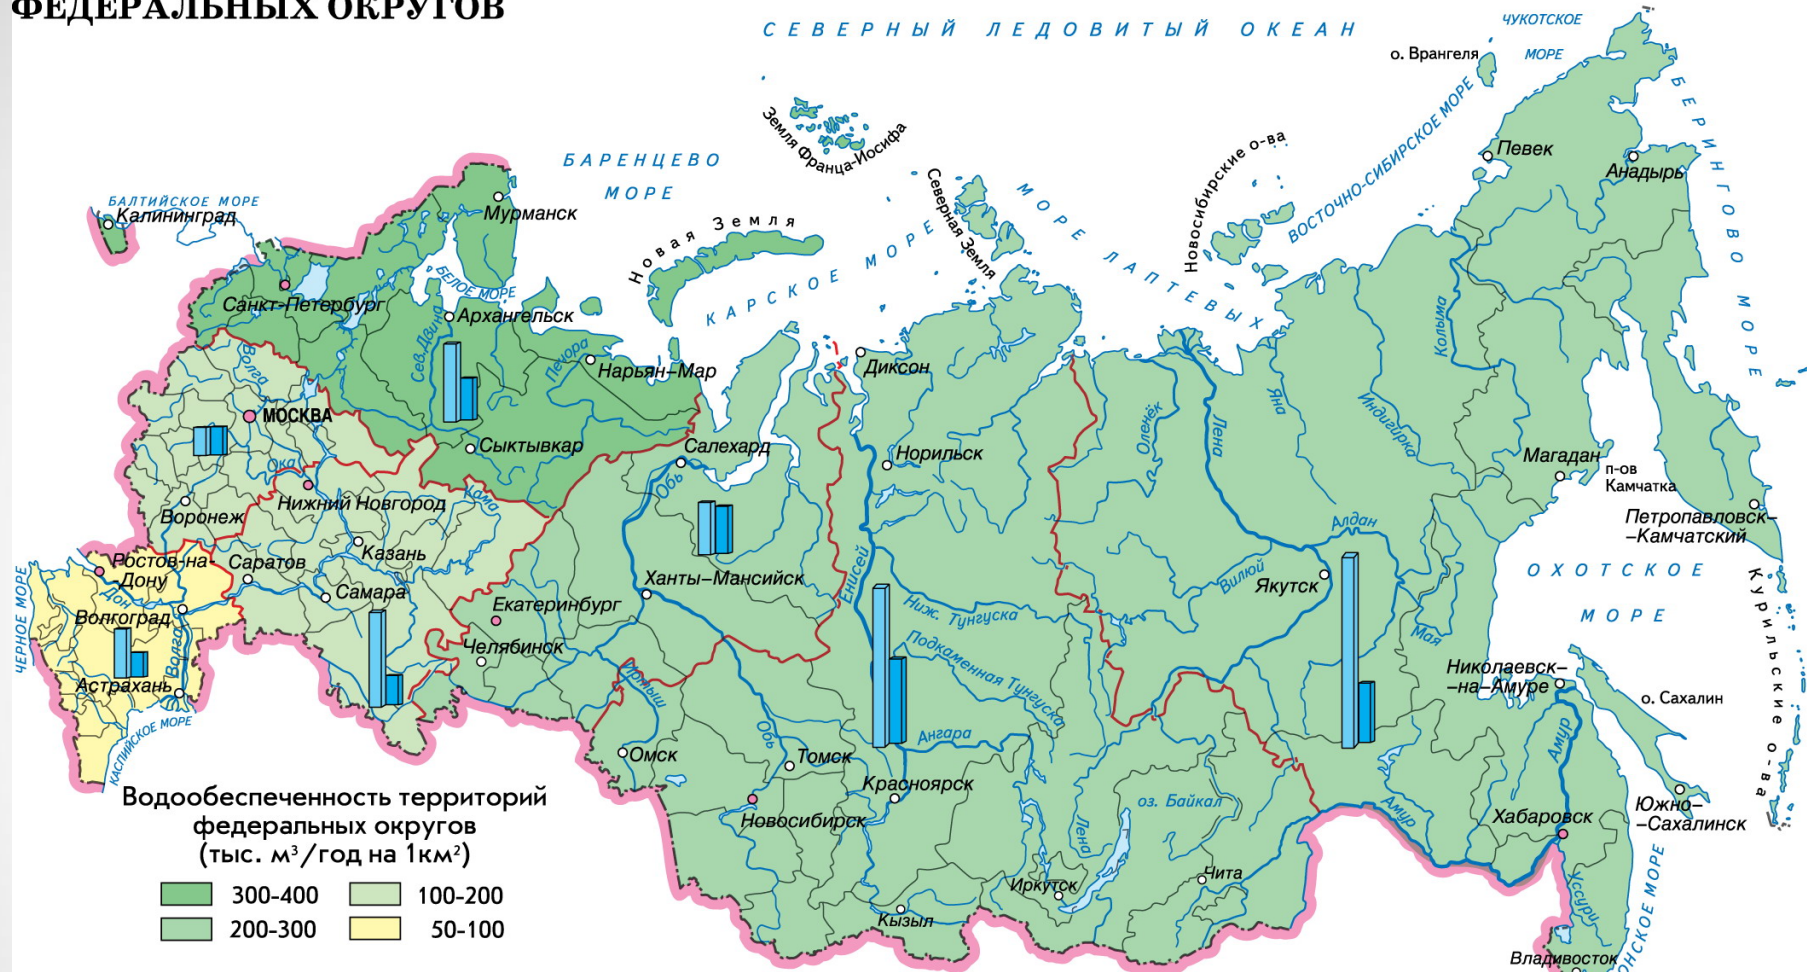 ФЕДЕРАЛЬНЫХ ОКРУГОВ
СЕВЕРНЫЙ ЛЕДОВИТЫЙ ОКЕАН
ЧУКОТСКОЕ
МОРЕ
о. Врангеля
БЕРИНГОВО МОРЕ
ВОСТОЧНО-СИБИРСКОЕ МОРЕ
Новосибирские о-ва
МОРЕ ЛАПТЕВЫХ
Северная Земля
Земля Франца-Иосифа
БАРЕНЦЕВО
МОРЕ
Новая Земля
КАРСКОЕ МОРЕ
БАЛТИЙСКОЕ МОРЕ
Калининград
Мурманск
Певек
Анадырь
БЕЛОЕ МОРЕ
Санкт-Петербург
Архангельск
Сев.Двина
Печора
Нарьян–Мар
Диксон
Волга
МОСКВА
Сыктывкар
Салехард
Норильск
Оленёк
Лена
Яна
Индигирка
Колыма
Магадан
п-ов
Камчатка
Петропавловск–
–Камчатский
Ока
Нижний Новгород
Кама
Обь
Воронеж
Казань
Алдан
Вилюй
Якутск
ОХОТСКОЕ
МОРЕ
Курильские о-ва
ЧЕРНОЕ МОРЕ
Ростов-на-
-Дону
Дон
Саратов
Самара
Волгоград
Волга
Астрахань
КАСПИЙСКОЕ МОРЕ
Ханты–Мансийск
Екатеринбург
Челябинск
Енисей
Ниж. Тунгуска
Подкаменная Тунгуска
Ангара
Мая
Николаевск–
–на-Амуре
о. Сахалин
Иртыш
Обь
Омск
Томск
Красноярск
Новосибирск
оз. Байкал
Лена
Амур
Амур
Хабаровск
Южно–
–Сахалинск
Чита
Иркутск
Кызыл
Уссури
Владивосток
ОНСКОЕ МОРЕ
Водообеспеченность территорий
федеральных округов
(тыс. м³/год на 1км²)
300-400 100-200
200-300 50-100